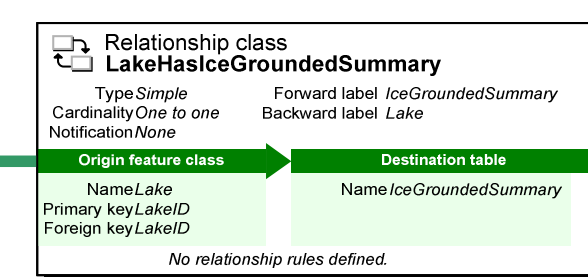 Relationship class
LakeHasIceGroundedSummary
Type Simple Forward label IceGroundedSummary
Cardinality One to one Backward label Lake
Notification None
Origin feature class Destination table
Name Lake Name IceGroundedSummary
Primary key LakeID
Foreign key LakeID
No relationship rules defined.